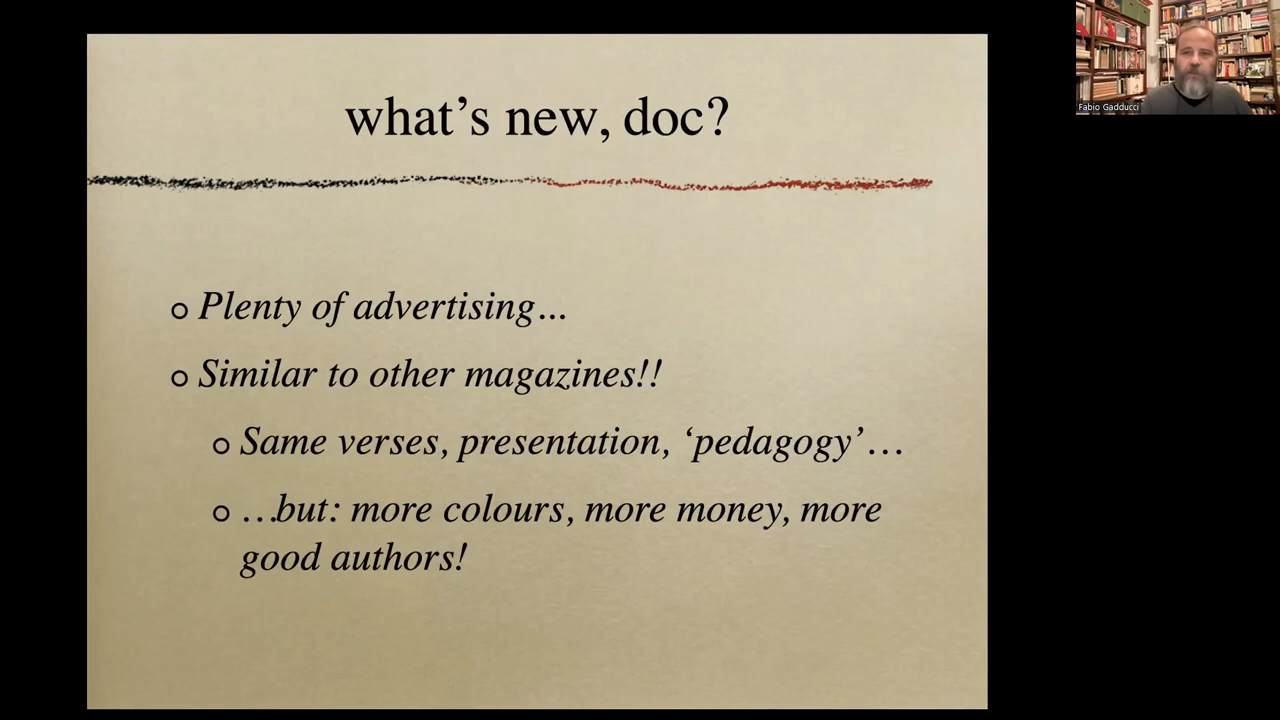 what’s new, doc?
Plenty of advertising…
Similar to other magazines!!
Same verses, presentation, ‘pedagogy’…
…but: more colours, more money, more
good authors!
Fabio Gadducci